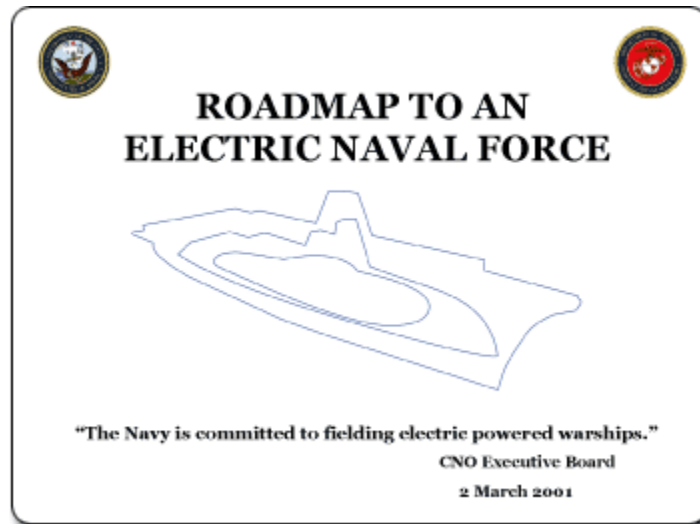 ROADMAP TO AN
ELECTRIC NAVAL FORCE
“The Navy is committed to fielding electric powered warships.”
CNO Executive Board
2 March 2001